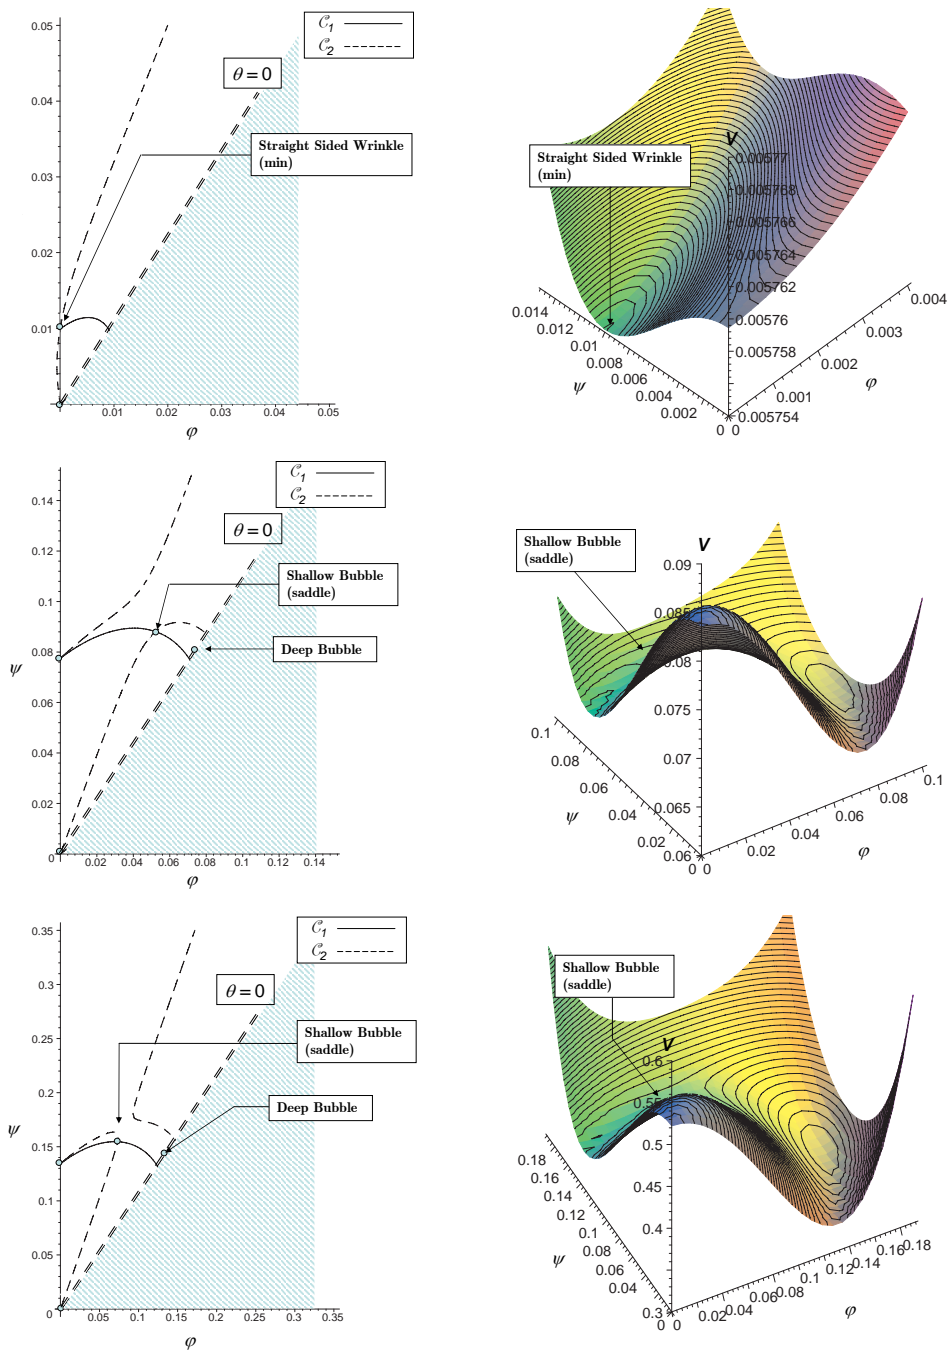 0.05
0.04
0.03
0.02
0.01
0.01
0.02
0.03
0.04
0.05
φ
𝒞1
𝒞2
θ = 0
Straight Sided Wrinkle
(min)
Straight Sided Wrinkle
(min)
V
0.00577
0.005768
0.005766
0.005764
0.005762
0.00576
0.005758
0.005754
0.014
0.012
0.01
0.008
0.006
0.004
0.002
0 0
0.001
0.002
0.003
0.004
ψ
φ
0.14
0.12
0.1
0.08
0.06
0.04
0.02
0
0.02
0.04
0.06
0.08
0.10
0.12
0.14
ψ
φ
𝒞1
𝒞2
θ = 0
Shallow Bubble
(saddle)
Deep Bubble
Shallow Bubble
(saddle)
V
0.09
0.085
0.08
0.075
0.07
0.065
0.06
0.1
0.08
0.06
0.04
0.02
0 0
0.02
0.04
0.06
0.08
0.1
ψ
φ
0.35
0.3
0.25
0.2
0.15
0.1
0.05
0
0.05
0.1
0.15
0.2
0.25
0.3
0.35
ψ
φ
𝒞1
𝒞2
θ = 0
Shallow Bubble
(saddle)
Deep Bubble
Shallow Bubble
(saddle)
V
0.6
0.55
0.5
0.45
0.4
0.3
0.18
0.16
0.14
0.12
0.1
0.08
0.06
0.04
0 0
0.02
0.04
0.06
0.08
0.1
0.12
0.14
0.16
0.18
ψ
φ